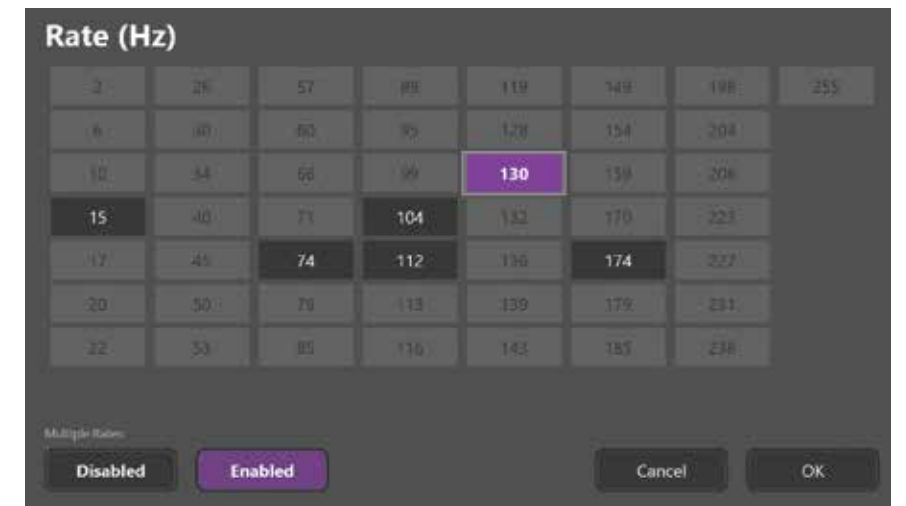 Rate (Hz)
2 26 57 89 119 149 198 255
6 30 60 95 128 154 204
10 34 66 99 130 159 208
15 40 71 104 132 170 223
17 45 74 112 136 174 227
20 50 79 113 139 179 231
22 53 85 116 143 185 238
Multiple Rates
Disabled Enabled Cancel OK